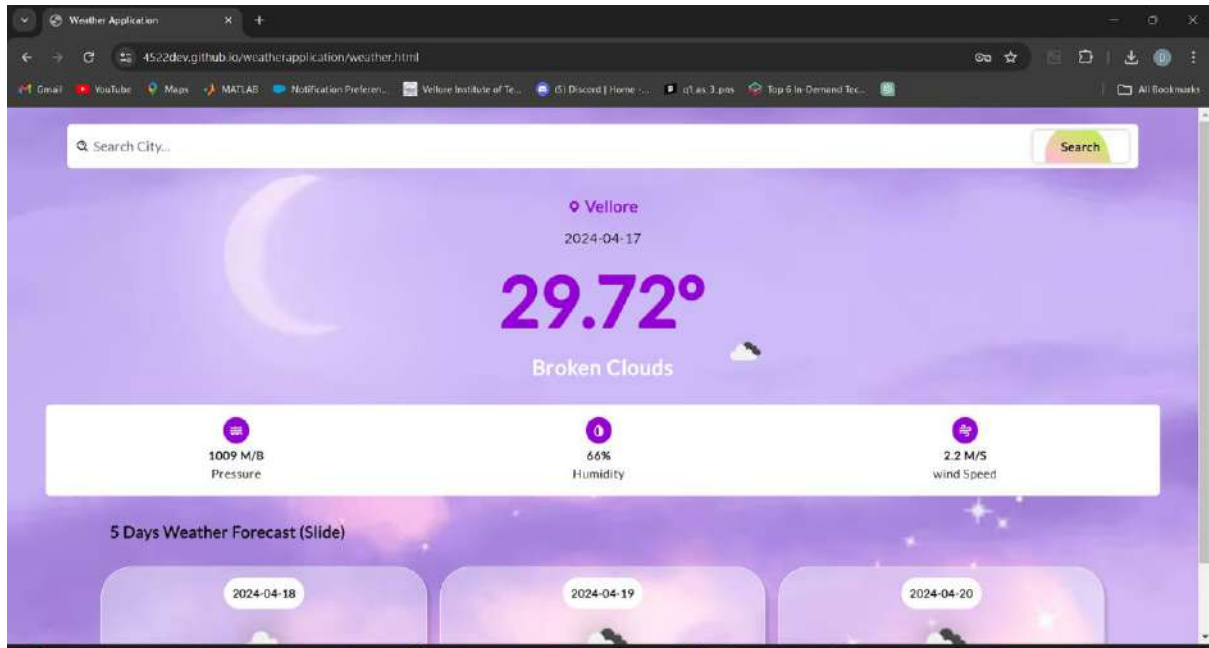 Weather Application
4522dev.github.io/weatherapplication/weather.html
Gmail YouTube Maps MATLAB Notification Preferen... Vellore Institute of Te... (6) Discord | Home -... Top 6 In-Demand Tec... All Bookmarks
Search City... Search
Vellore
2024-04-17
29.72°
Broken Clouds
1009 M/B 66% 2.2 M/S
Pressure Humidity wind Speed
5 Days Weather Forecast (Slide)
2024-04-18 2024-04-19 2024-04-20